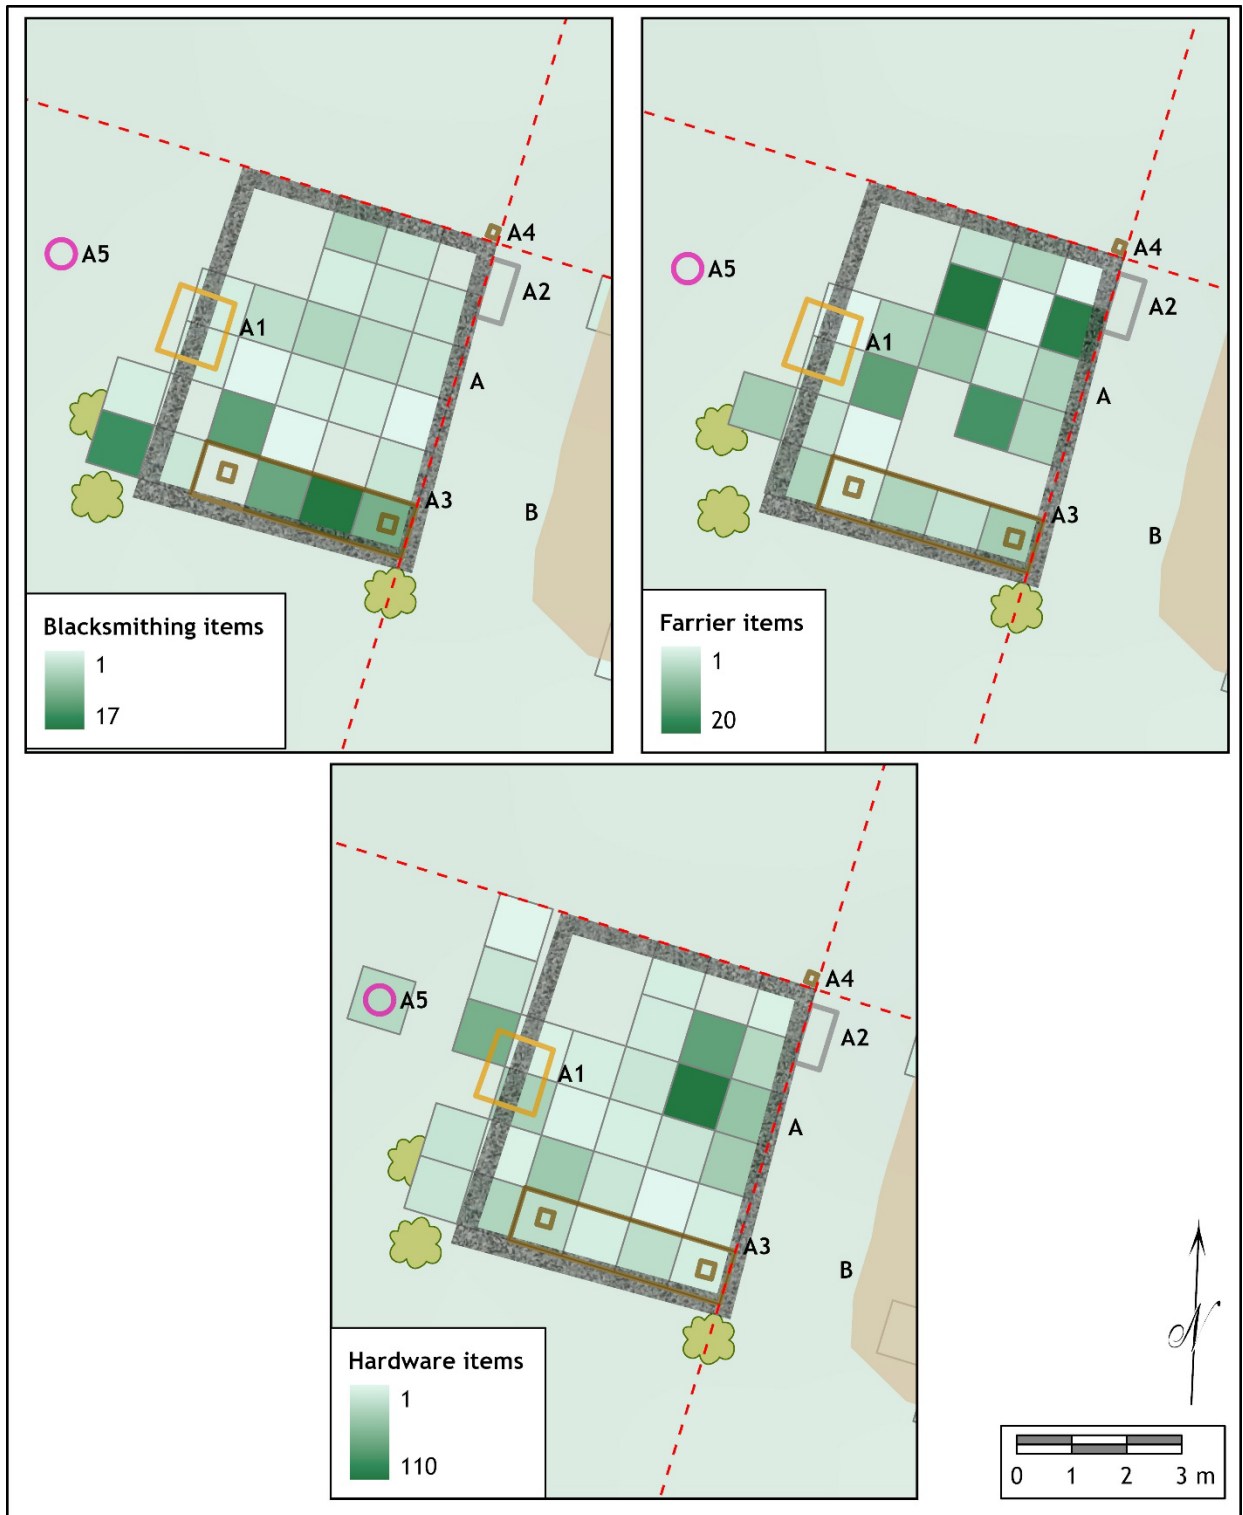 A4
A5
A2
A1
A
A3
B
Blacksmithing items
1
17
A4
A5
A2
A1
A
A3
B
Farrier items
1
20
A4
A5
A2
A1
A
A3
B
Hardware items
1
110
N
0 1 2 3 m